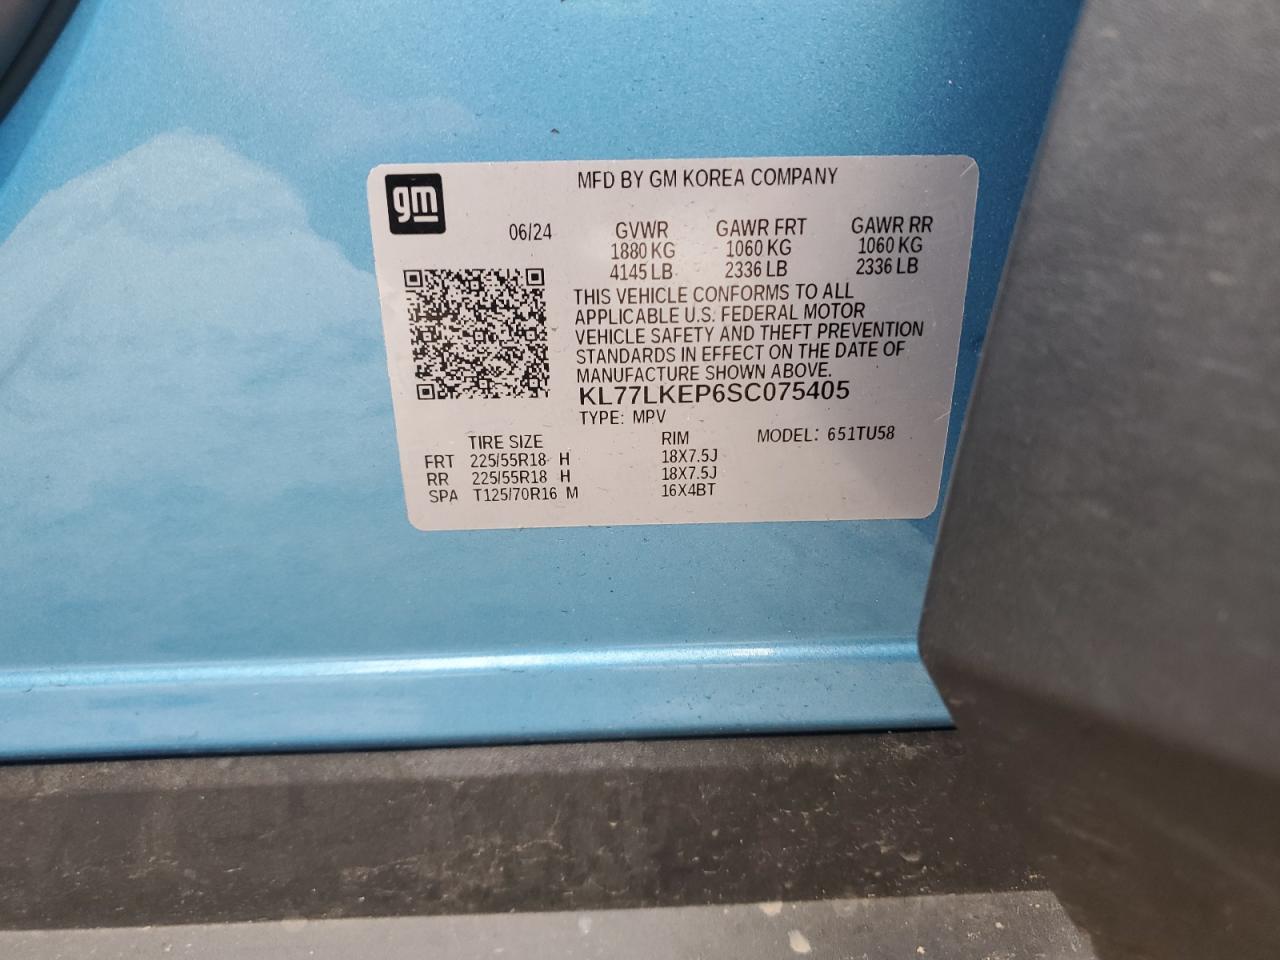 gm
MFD BY GM KOREA COMPANY
06/24 GVWR GAWR FRT GAWR RR
1880 KG 1060 KG 1060 KG
4145 LB 2336 LB 2336 LB
THIS VEHICLE CONFORMS TO ALL
APPLICABLE U.S. FEDERAL MOTOR
VEHICLE SAFETY AND THEFT PREVENTION
STANDARDS IN EFFECT ON THE DATE OF
MANUFACTURE SHOWN ABOVE.
KL77LKEP6SC075405
TYPE: MPV
TIRE SIZE RIM MODEL: 651TU58
FRT 225/55R18 H 18X7.5J
RR 225/55R18 H 18X7.5J
SPA T125/70R16 M 16X4BT